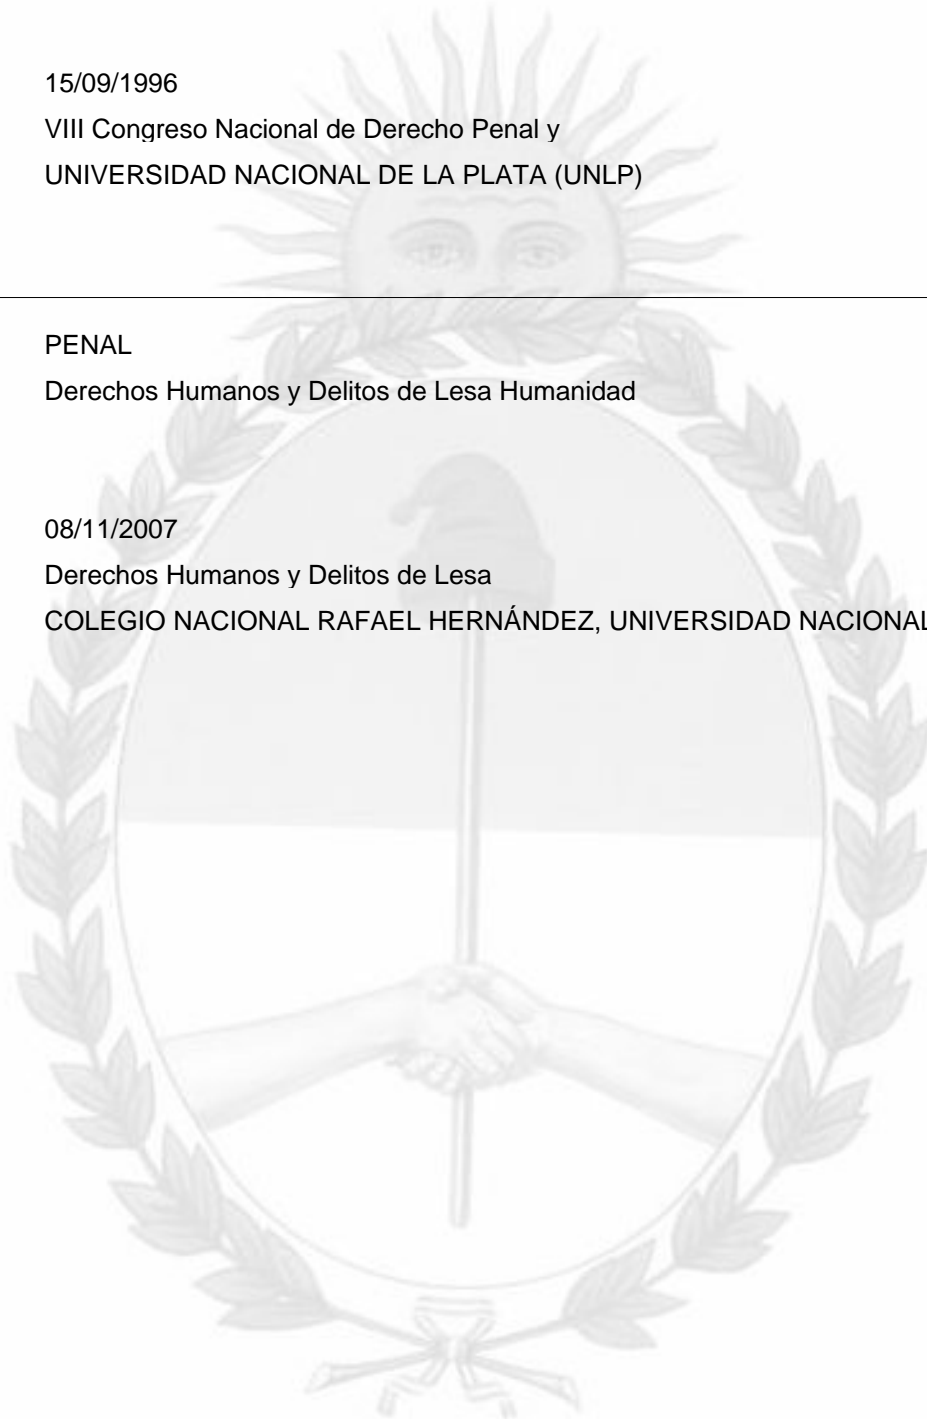 15/09/1996
VIII Congreso Nacional de Derecho Penal y
UNIVERSIDAD NACIONAL DE LA PLATA (UNLP)
PENAL
Derechos Humanos y Delitos de Lesa Humanidad
08/11/2007
Derechos Humanos y Delitos de Lesa
COLEGIO NACIONAL RAFAEL HERNÁNDEZ, UNIVERSIDAD NACIONAL